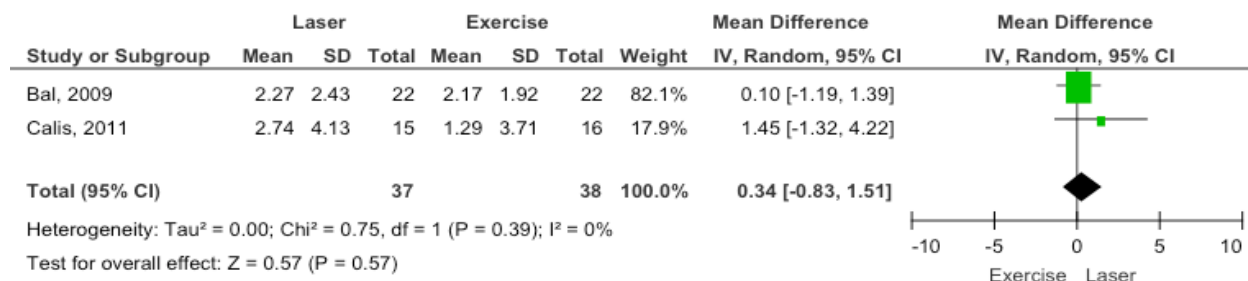 Laser Exercise Mean Difference Mean Difference
Study or Subgroup Mean SD Total Mean SD Total Weight IV, Random, 95% CI IV, Random, 95% CI
Bal, 2009 2.27 2.43 22 2.17 1.92 22 82.1% 0.10 [-1.19, 1.39]
Calis, 2011 2.74 4.13 15 1.29 3.71 16 17.9% 1.45 [-1.32, 4.22]
Total (95% CI) 37 38 100.0% 0.34 [-0.83, 1.51]
Heterogeneity: Tau² = 0.00; Chi² = 0.75, df = 1 (P = 0.39); I² = 0%
Test for overall effect: Z = 0.57 (P = 0.57)
-10 -5 0 5 10
Exercise Laser